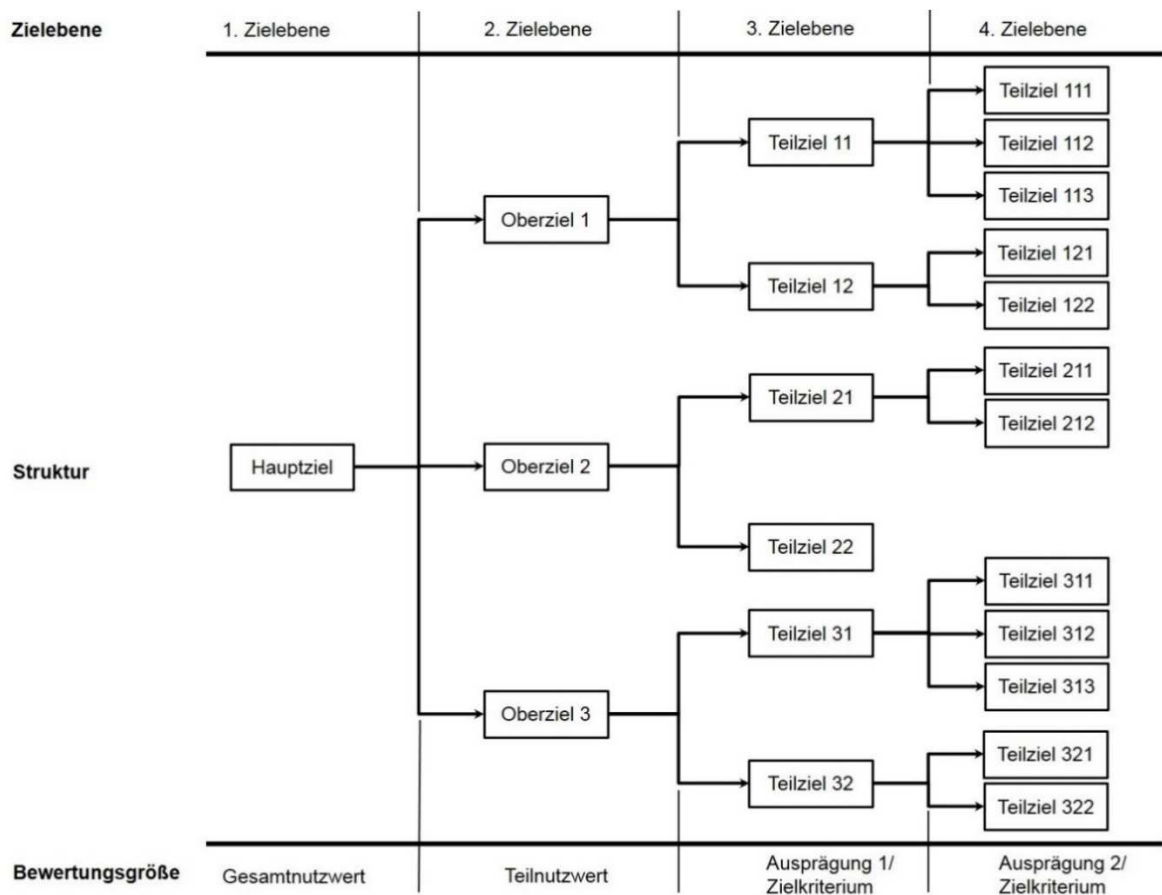 Zielebene 1. Zielebene 2. Zielebene 3. Zielebene 4. Zielebene
Teilziel 111
Teilziel 11 Teilziel 112
Teilziel 113
Oberziel 1
Teilziel 121
Teilziel 12
Teilziel 122
Teilziel 211
Teilziel 21
Teilziel 212
Struktur Hauptziel Oberziel 2
Teilziel 22
Teilziel 311
Teilziel 31 Teilziel 312
Teilziel 313
Oberziel 3
Teilziel 321
Teilziel 32
Teilziel 322
Bewertungsgröße Gesamtnutzwert Teilnutzwert Ausprägung 1/ Ausprägung 2/
Zielkriterium Zielkriterium